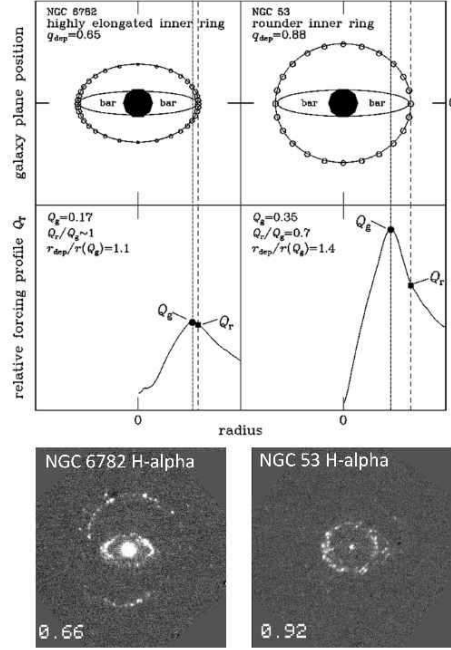 NGC 6782
highly elongated inner ring
q_dep=0.65
NGC 53
rounder inner ring
q_dep=0.88
galaxy plane position
bar
bar
bar
bar
0
relative forcing profile Q_T
Q_g=0.17
Q_r/Q_g~1
r_dep/r(Q_g)=1.1
Q_g
Q_r
Q_g=0.35
Q_r/Q_g=0.7
r_dep/r(Q_g)=1.4
Q_g
Q_r
0
0
radius
NGC 6782 H-alpha
0.66
NGC 53 H-alpha
0.92